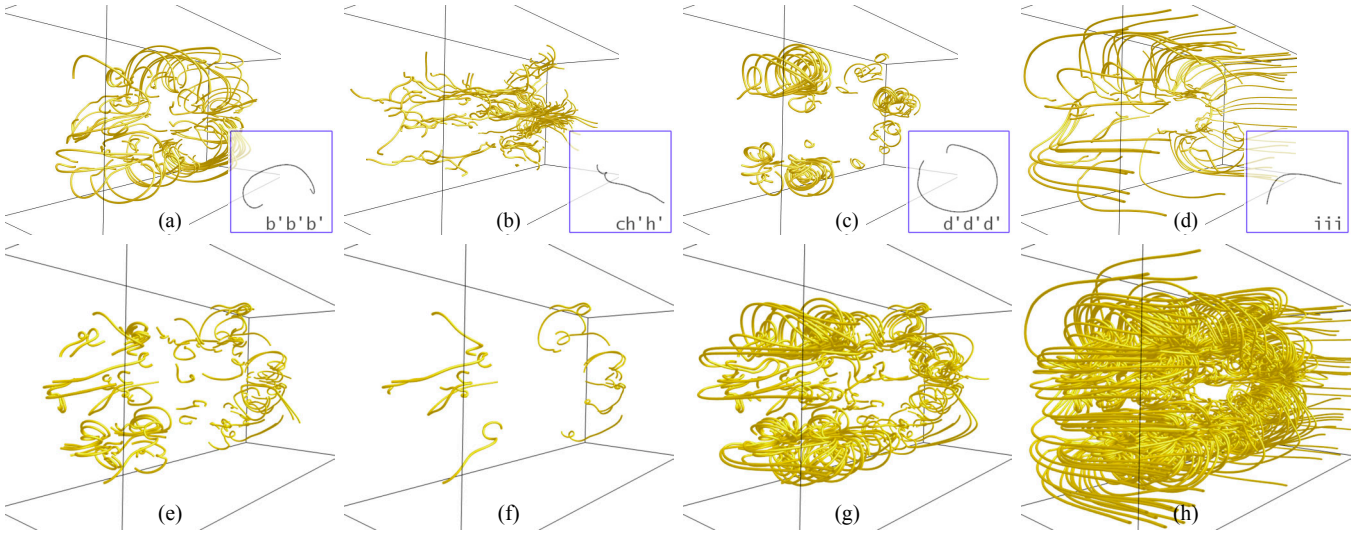 b'b'b'
(a)
ch'h'
(b)
d'd'd'
(c)
iii
(d)
(e)
(f)
(g)
(h)